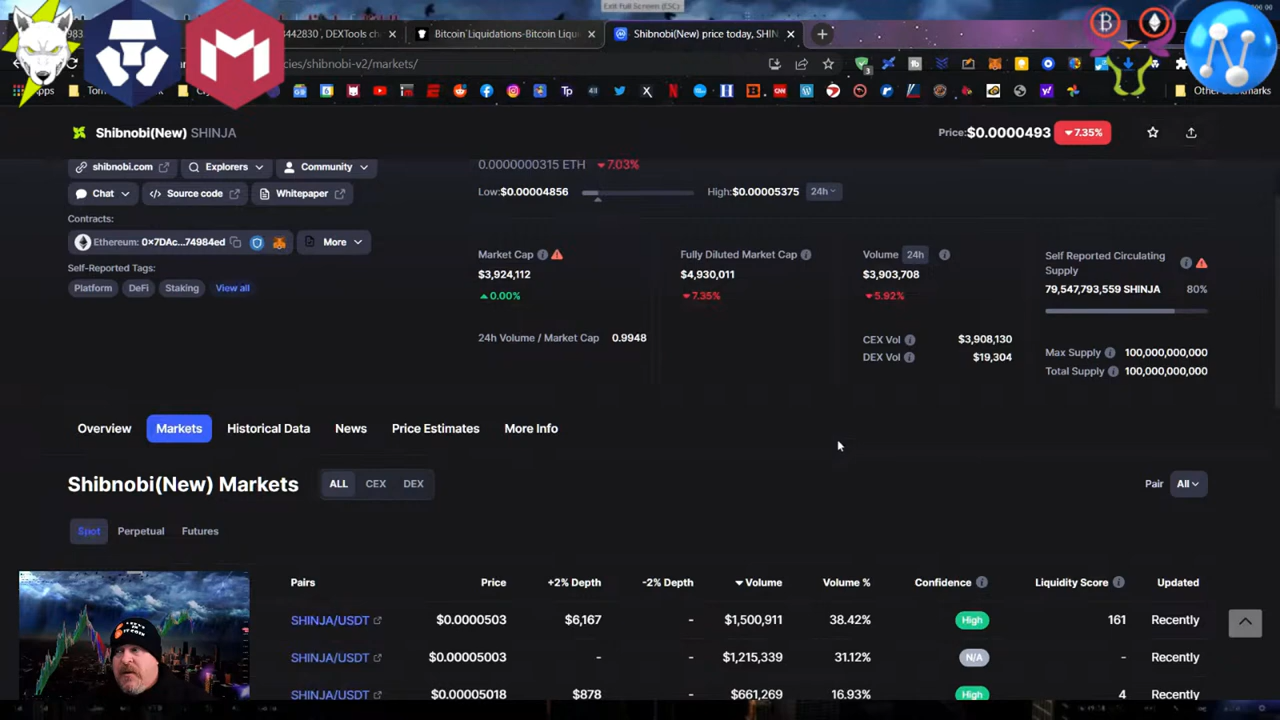 Exit Full Screen (ESC)
3442830 , DEXTools ch
Bitcoin Liquidations-Bitcoin Liqu
Shibnobi(New) price today, SHIN
cies/shibnobi-v2/markets/
Other Bookmarks
Shibnobi(New) SHINJA
Price: $0.0000493 7.35%
shibnobi.com Explorers Community
0.0000000315 ETH 7.03%
Chat Source code Whitepaper
Low: $0.00004856 High: $0.00005375 24h
Contracts:
Ethereum: 0x7DAc...74984ed More
Self-Reported Tags:
Platform DeFi Staking View all
Market Cap
$3,924,112
0.00%
24h Volume / Market Cap 0.9948
Fully Diluted Market Cap
$4,930,011
7.35%
Volume 24h
$3,903,708
5.92%
CEX Vol $3,908,130
DEX Vol $19,304
Self Reported Circulating
Supply
79,547,793,559 SHINJA 80%
Max Supply 100,000,000,000
Total Supply 100,000,000,000
Overview Markets Historical Data News Price Estimates More Info
Shibnobi(New) Markets ALL CEX DEX Pair All
Spot Perpetual Futures
Pairs Price +2% Depth -2% Depth Volume Volume % Confidence Liquidity Score Updated
SHINJA/USDT $0.0000503 $6,167 - $1,500,911 38.42% High 161 Recently
SHINJA/USDT $0.00005003 - - $1,215,339 31.12% N/A - Recently
SHINJA/USDT $0.00005018 $878 - $661,269 16.93% High 4 Recently